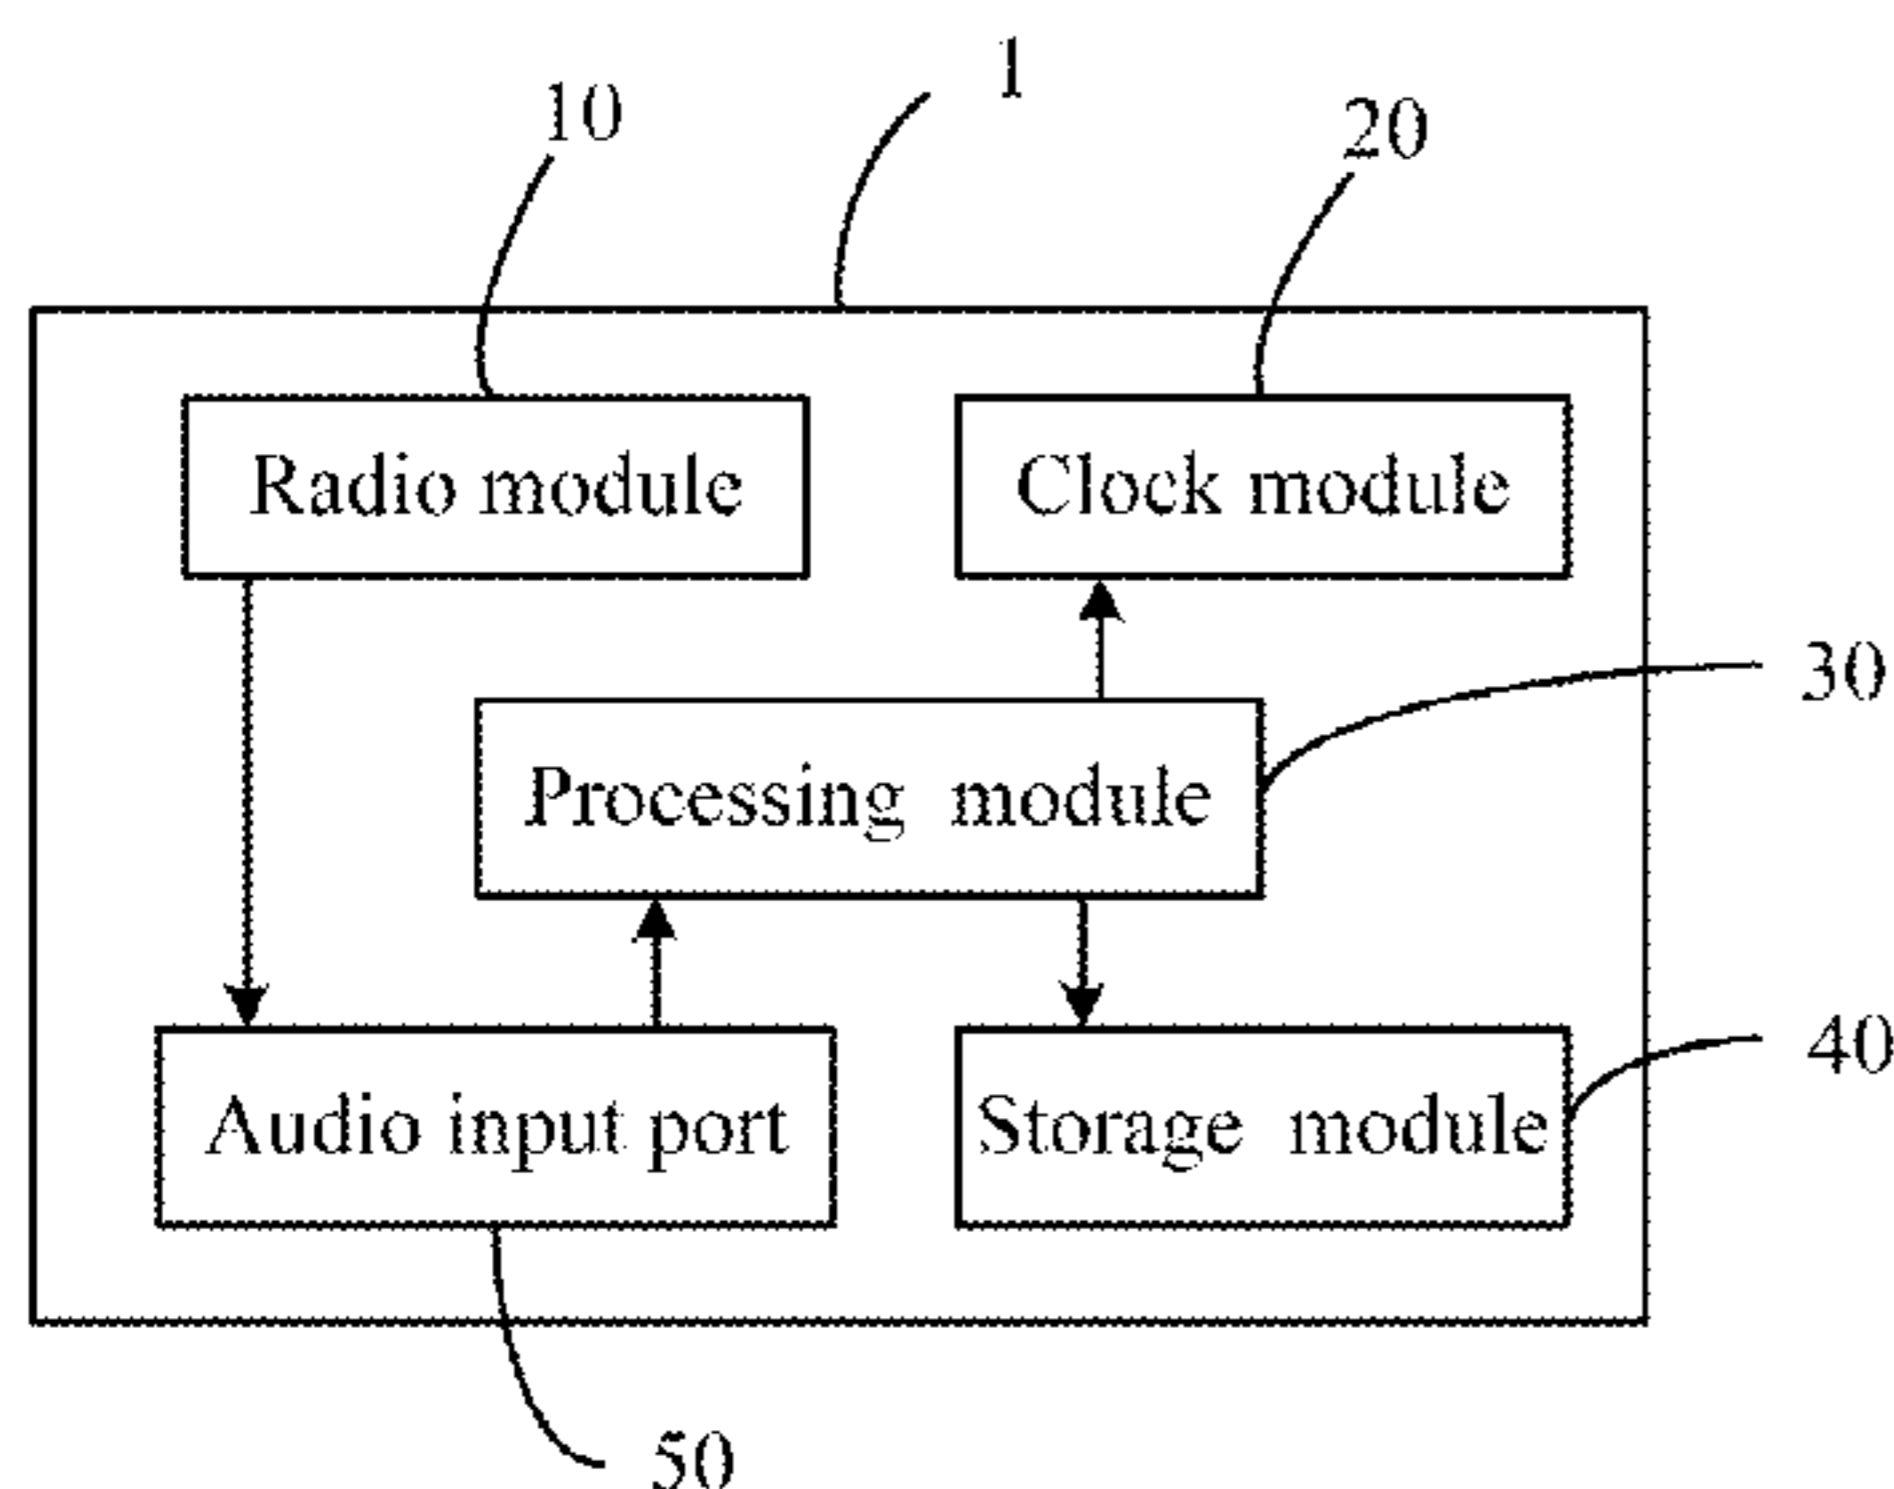 1
10
20
Radio module
Clock module
30
Processing module
40
Audio input port
Storage module
50